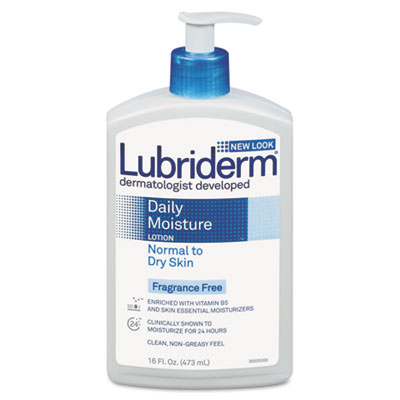 NEW LOOK
Lubriderm®
dermatologist developed
Daily
Moisture
LOTION
Normal to
Dry Skin
Fragrance Free
ENRICHED WITH VITAMIN B5
AND SKIN ESSENTIAL MOISTURIZERS
24
CLINICALLY SHOWN TO
MOISTURIZE FOR 24 HOURS
CLEAN, NON-GREASY FEEL
16 Fl. Oz. (473 mL)